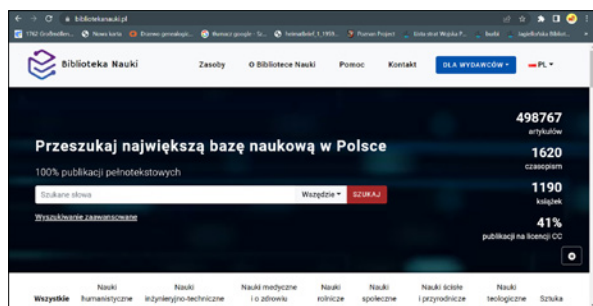 bibliotekanauki.pl
Nowa karta
Biblioteka Nauki
Zasoby
O Bibliotece Nauki
Pomoc
Kontakt
DLA WYDAWCÓW
PL
498767
artykułów
Przeszukaj największą bazę naukową w Polsce
1620
czasopism
100% publikacji pełnotekstowych
1190
książek
Szukane słowa
Wszędzie
SZUKAJ
Wyszukiwanie zaawansowane
41%
publikacji na licencji CC
Wszystkie
Nauki humanistyczne
Nauki inżynieryjno-techniczne
Nauki medyczne i o zdrowiu
Nauki rolnicze
Nauki społeczne
Nauki ścisłe i przyrodnicze
Nauki teologiczne
Sztuka